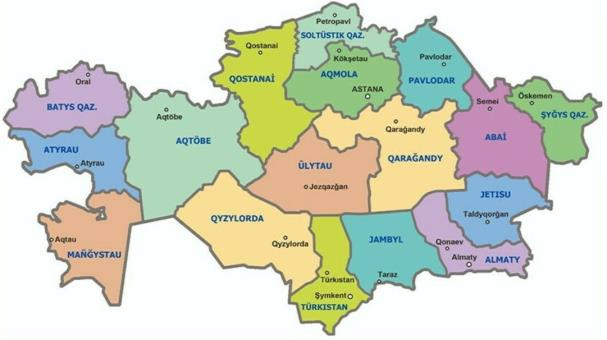 Petropavl
SOLTÜSTIK QAZ.
Qostanai
Kökşetau
Pavlodar
QOSTANAİ
AQMOLA
PAVLODAR
ASTANA
Oral
BATYS QAZ.
Öskemen
Semei
ŞYĞYS QAZ.
Aqtöbe
Qarağandy
ATYRAU
AQTÖBE
ABAİ
Atyrau
ÜLYTAU
QARAĞANDY
Jezqazğan
JETISU
Taldyqorğan
QYZYLORDA
Aqtau
Qyzylorda
JAMBYL
Qonaev
MAÑĞYSTAU
Almaty
ALMATY
Türkıstan
Taraz
Şymkent
TÜRKISTAN